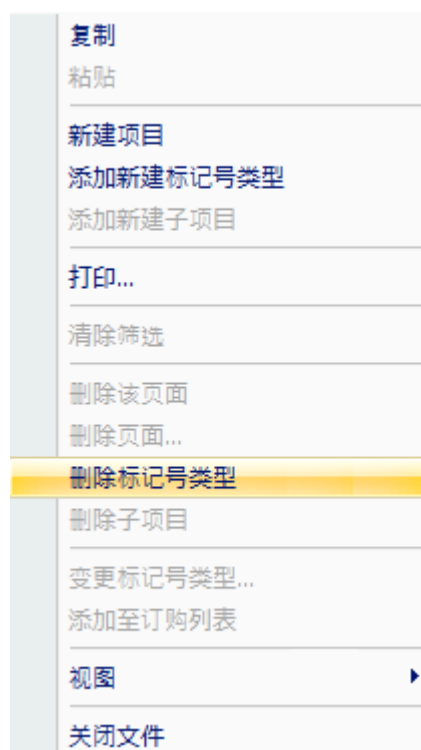 复制
粘贴
新建项目
添加新建标记号类型
添加新建子项目
打印...
清除筛选
删除该页面
删除页面...
删除标记号类型
删除子项目
变更标记号类型...
添加至订购列表
视图
关闭文件